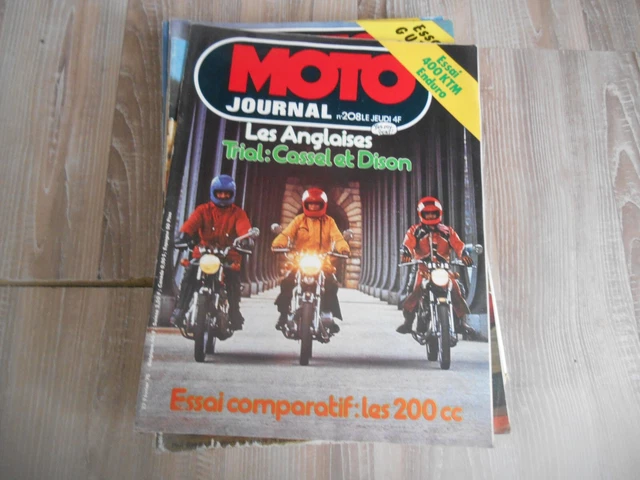 MOTO
JOURNAL n°208 LE JEUDI 4F
Les Anglaises
Trial: Cassel et Dison
Essai
400 KTM
Enduro
Essai comparatif: les 200 cc